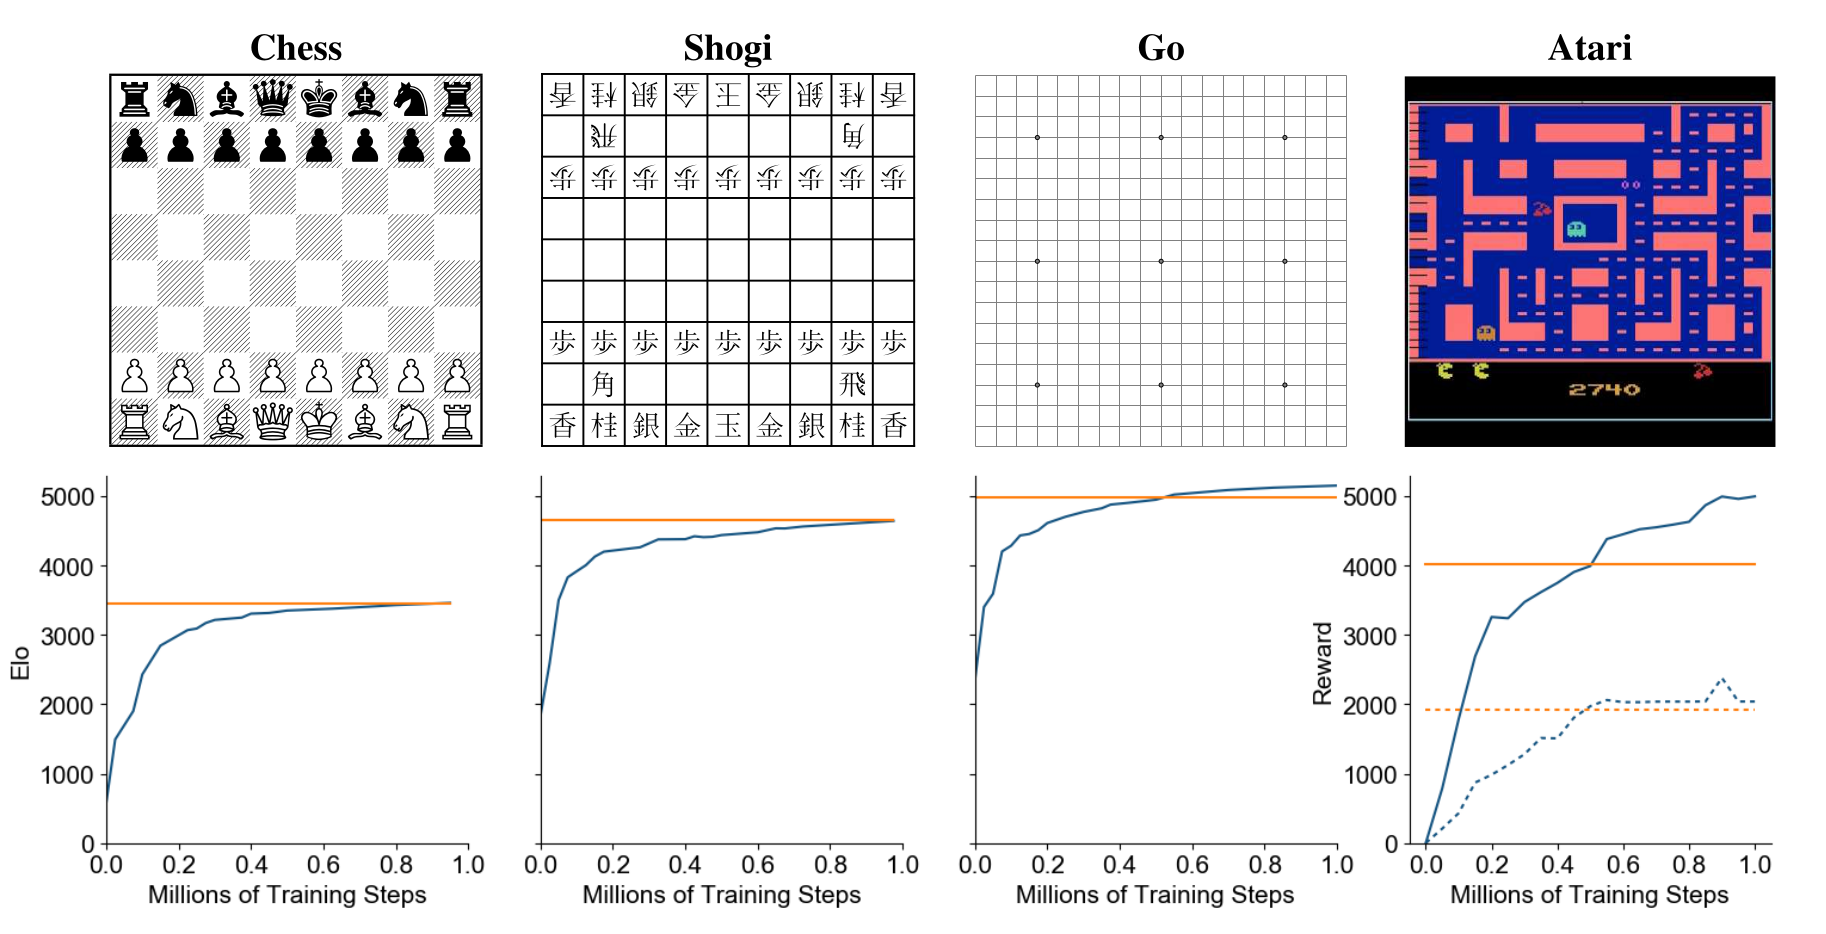 Chess
Shogi
Go
Atari
香 桂 銀 金 王 金 銀 桂 香
飛 角
歩 歩 歩 歩 歩 歩 歩 歩 歩
歩 歩 歩 歩 歩 歩 歩 歩 歩
角 飛
香 桂 銀 金 玉 金 銀 桂 香
2740
Elo
5000
4000
3000
2000
1000
0
0.0 0.2 0.4 0.6 0.8 1.0
Millions of Training Steps
0.0 0.2 0.4 0.6 0.8 1.0
Millions of Training Steps
0.0 0.2 0.4 0.6 0.8 1.0
Millions of Training Steps
Reward
5000
4000
3000
2000
1000
0
0.0 0.2 0.4 0.6 0.8 1.0
Millions of Training Steps